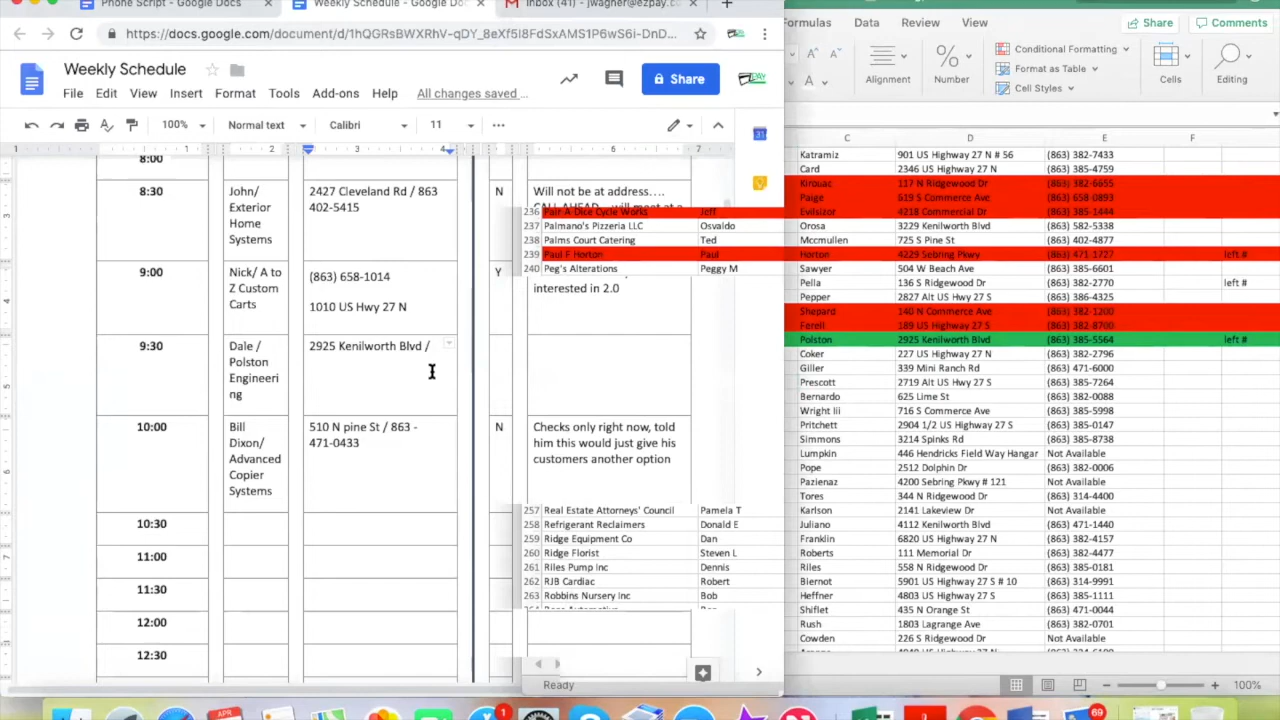 Phone Script - Google Docs
Weekly Schedule - Google Docs
Inbox (41) - jwagner@ezpay.c
https://docs.google.com/document/d/
Weekly Schedule
File Edit View Insert Format Tools Add-ons Help All changes saved ...
Share
100% Normal text Calibri 11
1 2 3 4 6 7
8:00
8:30
John/
Exterior
Home
Systems
2427 Cleveland Rd / 863
402-5416
N
Will not be at address....
9:00
Nick/ A to
Z Custom
Carts
(863) 658-1014
1010 US Hwy 27 N
Y
interested in 2.0
9:30
Dale /
Polston
Engineeri
ng
2925 Kenilworth Blvd /
10:00
Bill
Dixon/
Advanced
Copier
Systems
510 N pine St / 863 -
471-0433
N
Checks only right now, told
him this would just give his
customers another option
10:30
11:00
11:30
12:00
12:30
236 Pair-A-Dice Cycle Works Jeff
237 Palmano's Pizzeria LLC Osvaldo
238 Palms Court Catering Ted
239 Paul F Horton Paul
240 Peg's Alterations Peggy M
257 Real Estate Attorneys' Council Pamela T
258 Refrigerant Reclaimers Donald E
259 Ridge Equipment Co Dan
260 Ridge Florist Steven L
261 Riles Pump Inc Dennis
262 RJB Cardiac Robert
263 Robbins Nursery Inc Bob
Ready
Formulas Data Review View
Share Comments
Alignment
Number
Conditional Formatting
Format as Table
Cell Styles
Cells
Editing
C D E F
Katramiz 901 US Highway 27 N # 56 (863) 382-7433
Card 2346 US Highway 27 N (863) 385-4759
Kirouac 117 N Ridgewood Dr (863) 382-6655
Paige 619 S Commerce Ave (863) 658-0893
Evilsizor 4218 Commercial Dr (863) 385-1444
Orosa 3229 Kenilworth Blvd (863) 582-5338
Mccmullen 725 S Pine St (863) 402-4877
Horton 4229 Sebring Pkwy (863) 471-1727 left #
Sawyer 504 W Beach Ave (863) 385-6601
Pella 136 S Ridgewood Dr (863) 382-2770 left #
Pepper 2827 Alt US Hwy 27 S (863) 386-4325
Shepard 140 N Commerce Ave (863) 382-1200
Ferell 189 US Highway 27 S (863) 382-8700
Polston 2925 Kenilworth Blvd (863) 385-5564 left #
Coker 227 US Highway 27 N (863) 382-2796
Giller 339 Mini Ranch Rd (863) 471-6000
Prescott 2719 Alt US Hwy 27 S (863) 385-7264
Bernardo 625 Lime St (863) 382-0088
Wright Iii 716 S Commerce Ave (863) 385-5998
Pritchett 2904 1/2 US Highway 27 S (863) 385-0147
Simmons 3214 Spinks Rd (863) 385-8738
Lumpkin 446 Hendricks Field Way Hangar Not Available
Pope 2512 Dolphin Dr (863) 382-0006
Pazienaz 4200 Sebring Pkwy # 121 Not Available
Tores 344 N Ridgewood Dr (863) 314-4400
Karlson 2141 Lakeview Dr Not Available
Juliano 4112 Kenilworth Blvd (863) 471-1440
Franklin 6820 US Highway 27 N (863) 382-4157
Roberts 111 Memorial Dr (863) 382-4477
Riles 558 N Ridgewood Dr (863) 385-0181
Biernot 5901 US Highway 27 S # 10 (863) 314-9991
Heffner 4803 US Highway 27 S (863) 385-1111
Shiflet 435 N Orange St (863) 471-0044
Rush 1803 Lagrange Ave (863) 382-0701
Cowden 226 S Ridgewood Dr Not Available
100%
APR
1
69